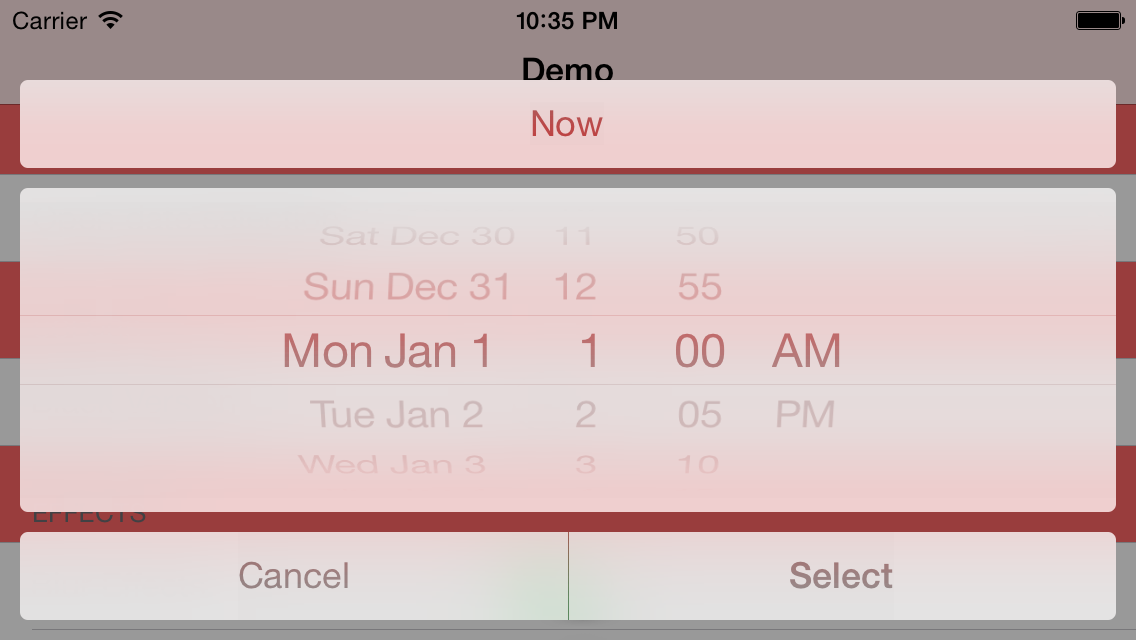 Carrier 10:35 PM
Demo
Now
Sat Dec 30 11 50
Sun Dec 31 12 55
Mon Jan 1 1 00 AM
Tue Jan 2 2 05 PM
Wed Jan 3 3 10
EFFECTS
Cancel Select